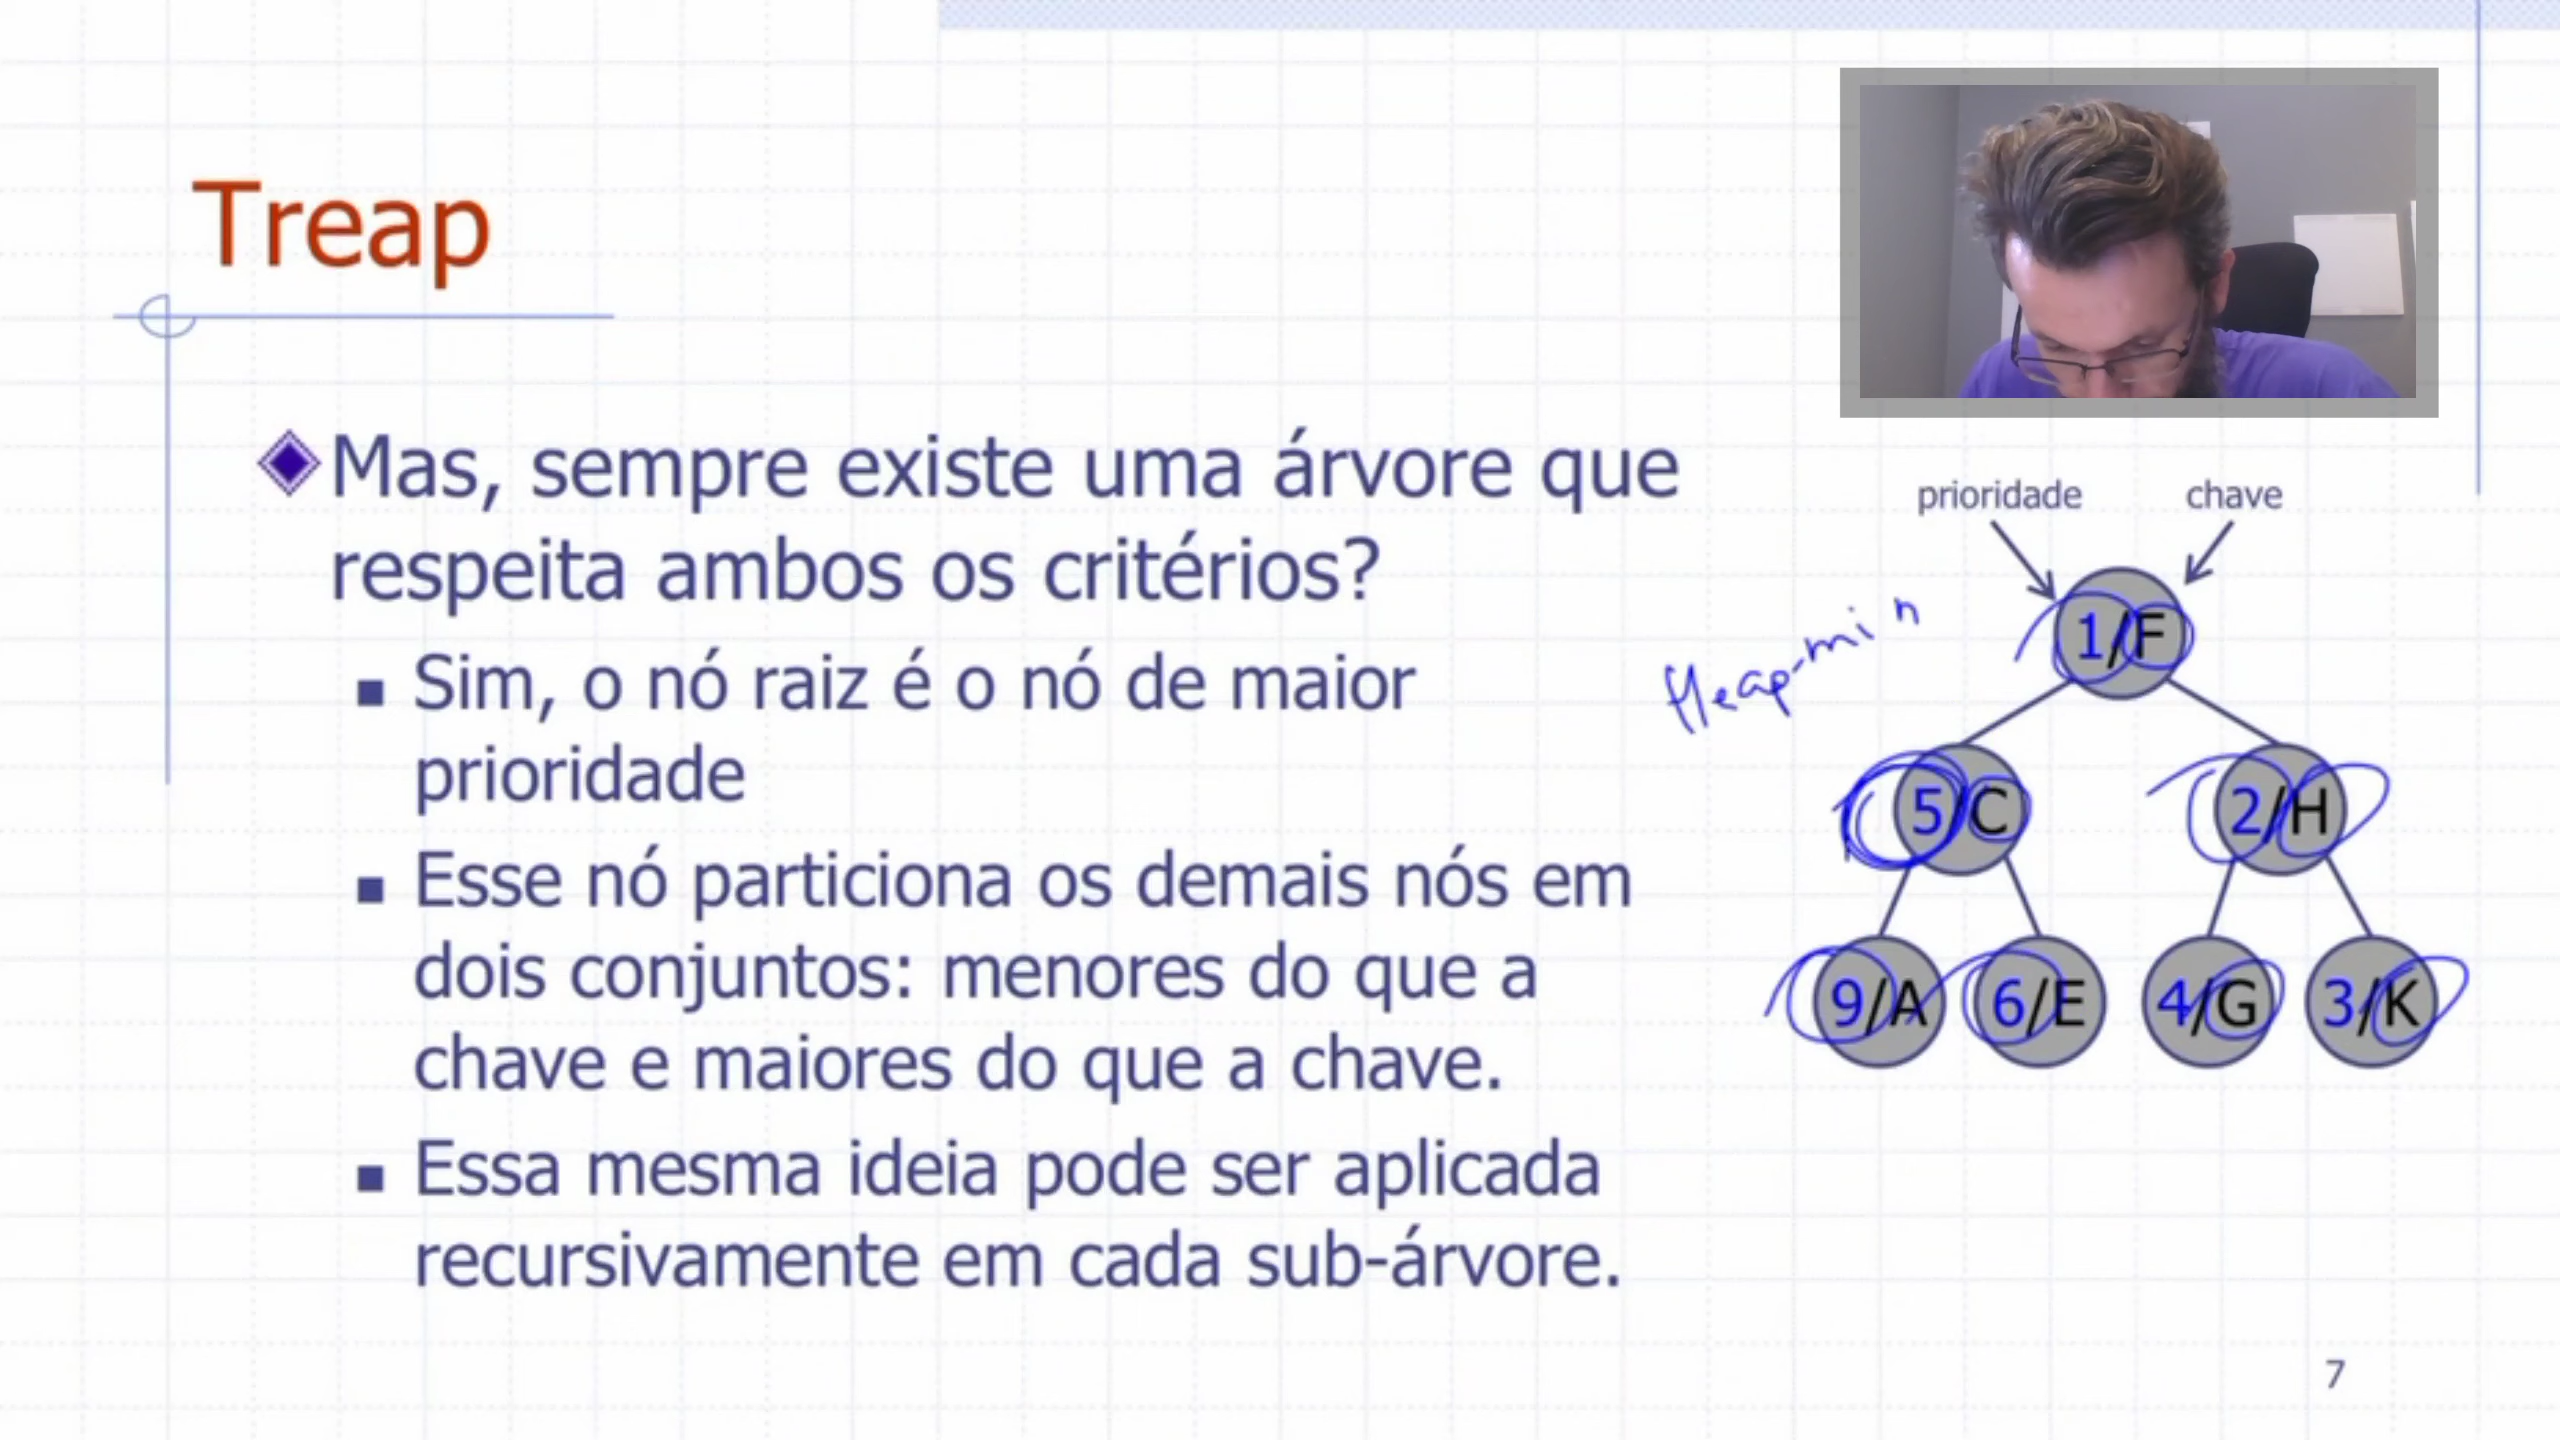 Treap
Mas, sempre existe uma árvore que
respeita ambos os critérios?
Sim, o nó raiz é o nó de maior
prioridade
Esse nó particiona os demais nós em
dois conjuntos: menores do que a
chave e maiores do que a chave.
Essa mesma ideia pode ser aplicada
recursivamente em cada sub-árvore.
prioridade chave
Heap-min
1/F
5/C 2/H
9/A 6/E 4/G 3/K
7